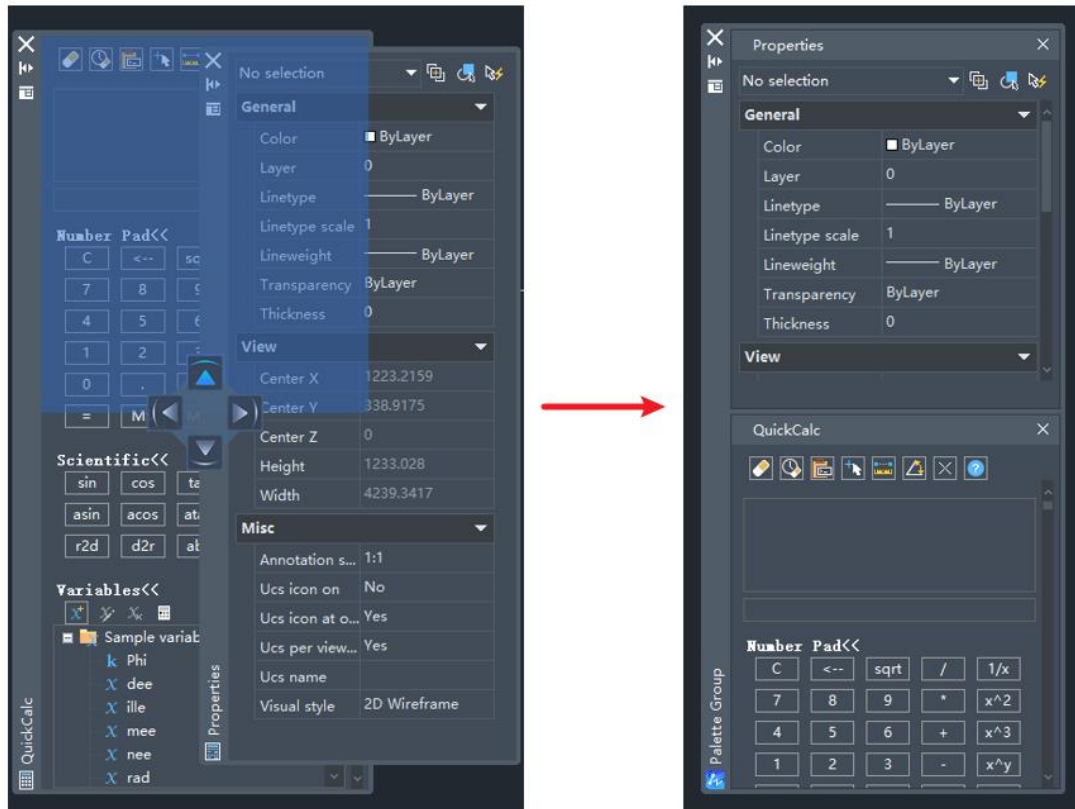 No selection
General
Color ByLayer
Layer 0
Linetype ByLayer
Linetype scale 1
Lineweight ByLayer
Transparency ByLayer
Thickness 0
View
Center X 1223.2159
Center Y 338.9175
Center Z 0
Height 1233.028
Width 4239.3417
Misc
Annotation s... 1:1
Ucs icon on No
Ucs icon at o... Yes
Ucs per view... Yes
Ucs name
Visual style 2D Wireframe
Properties
Number Pad<<
C <--
7 8
4 5
1 2
0 .
= M
Scientific<<
sin cos
asin acos
r2d d2r
Variables<<
Sample variab
k Phi
x dee
x ille
x mee
x nee
x rad
QuickCalc
Properties
No selection
General
Color ByLayer
Layer 0
Linetype ByLayer
Linetype scale 1
Lineweight ByLayer
Transparency ByLayer
Thickness 0
View
QuickCalc
Number Pad<<
C <-- sqrt / 1/x
7 8 9 * x^2
4 5 6 + x^3
1 2 3 - x^y
Palette Group